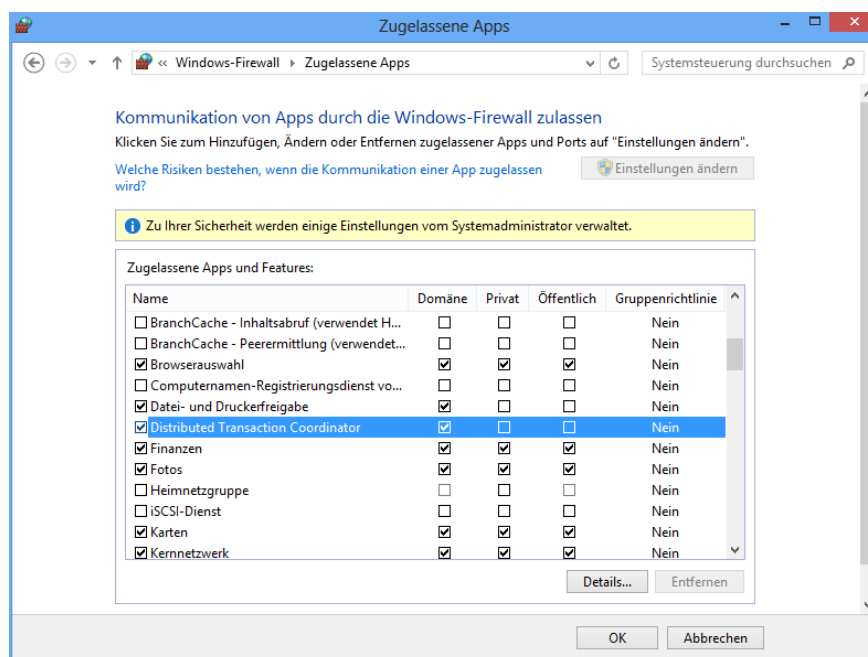 Zugelassene Apps
« Windows-Firewall Zugelassene Apps
Systemsteuerung durchsuchen
Kommunikation von Apps durch die Windows-Firewall zulassen
Klicken Sie zum Hinzufügen, Ändern oder Entfernen zugelassener Apps und Ports auf "Einstellungen ändern".
Welche Risiken bestehen, wenn die Kommunikation einer App zugelassen
wird?
Einstellungen ändern
Zu Ihrer Sicherheit werden einige Einstellungen vom Systemadministrator verwaltet.
Zugelassene Apps und Features:
Name Domäne Privat Öffentlich Gruppenrichtlinie
BranchCache - Inhaltsabruf (verwendet H... Nein
BranchCache - Peerermittlung (verwendet... Nein
Browserauswahl Nein
Computernamen-Registrierungsdienst vo... Nein
Datei- und Druckerfreigabe Nein
Distributed Transaction Coordinator Nein
Finanzen Nein
Fotos Nein
Heimnetzgruppe Nein
iSCSI-Dienst Nein
Karten Nein
Kernnetzwerk Nein
Details... Entfernen
OK Abbrechen